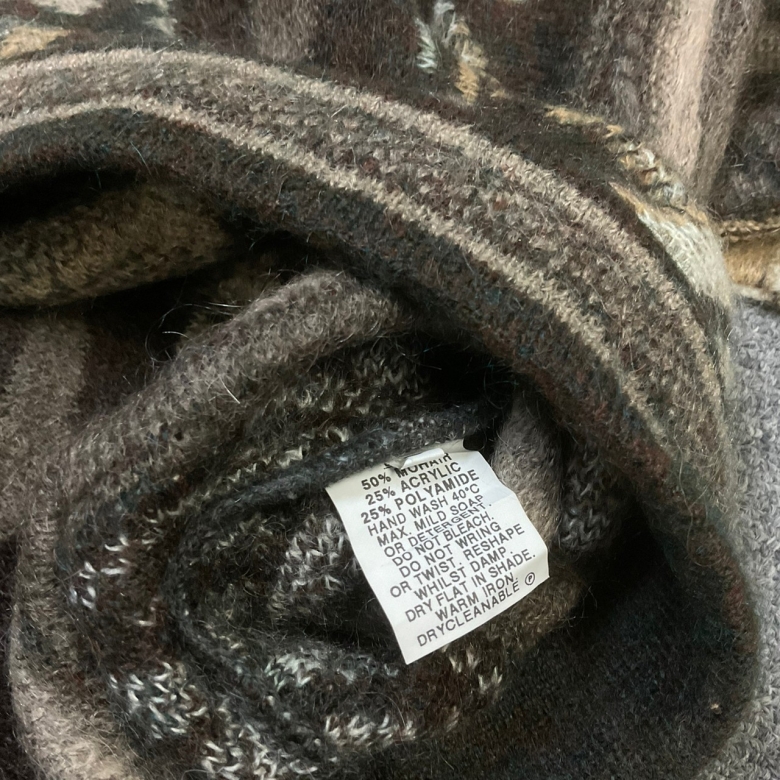 50% MOHAIR
25% ACRYLIC
25% POLYAMIDE
HAND WASH 40°C
MAX. MILD SOAP
OR DETERGENT.
DO NOT BLEACH.
DO NOT WRING
OR TWIST. RESHAPE
WHILST DAMP.
DRY FLAT IN SHADE.
WARM IRON.
DRYCLEANABLE Ⓟ